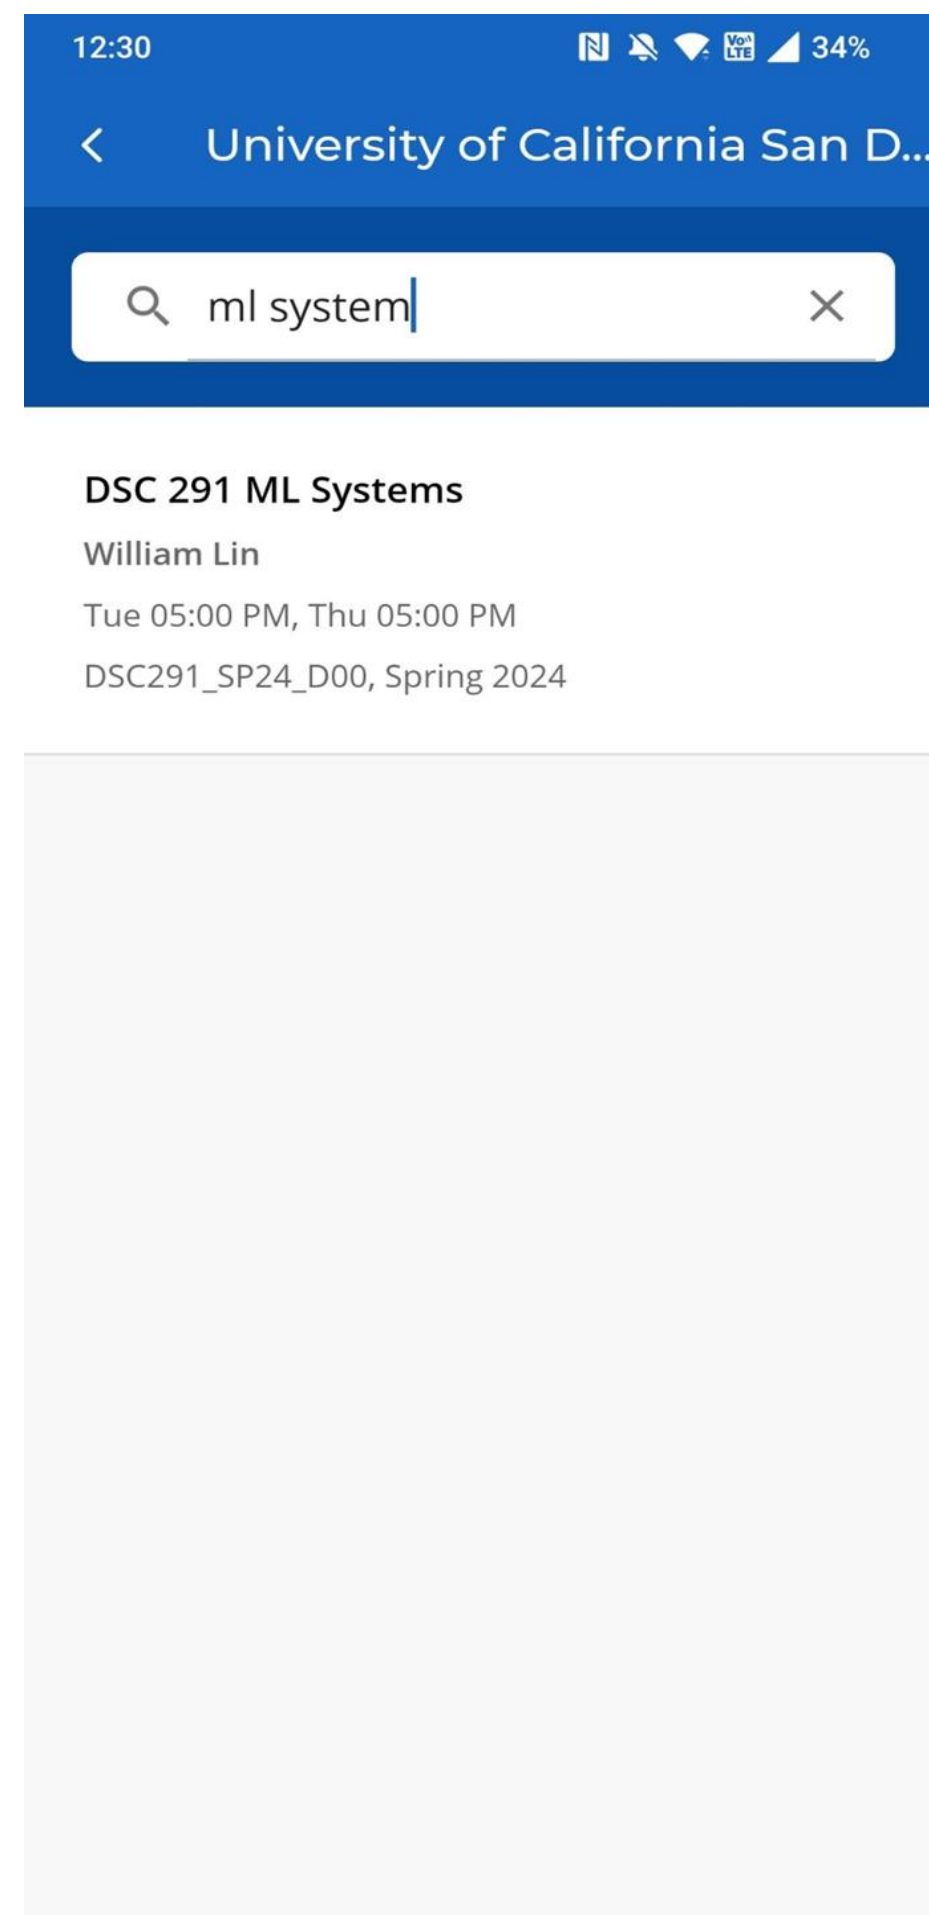 12:30
VoLTE 34%
University of California San D...
ml system
DSC 291 ML Systems
William Lin
Tue 05:00 PM, Thu 05:00 PM
DSC291_SP24_D00, Spring 2024